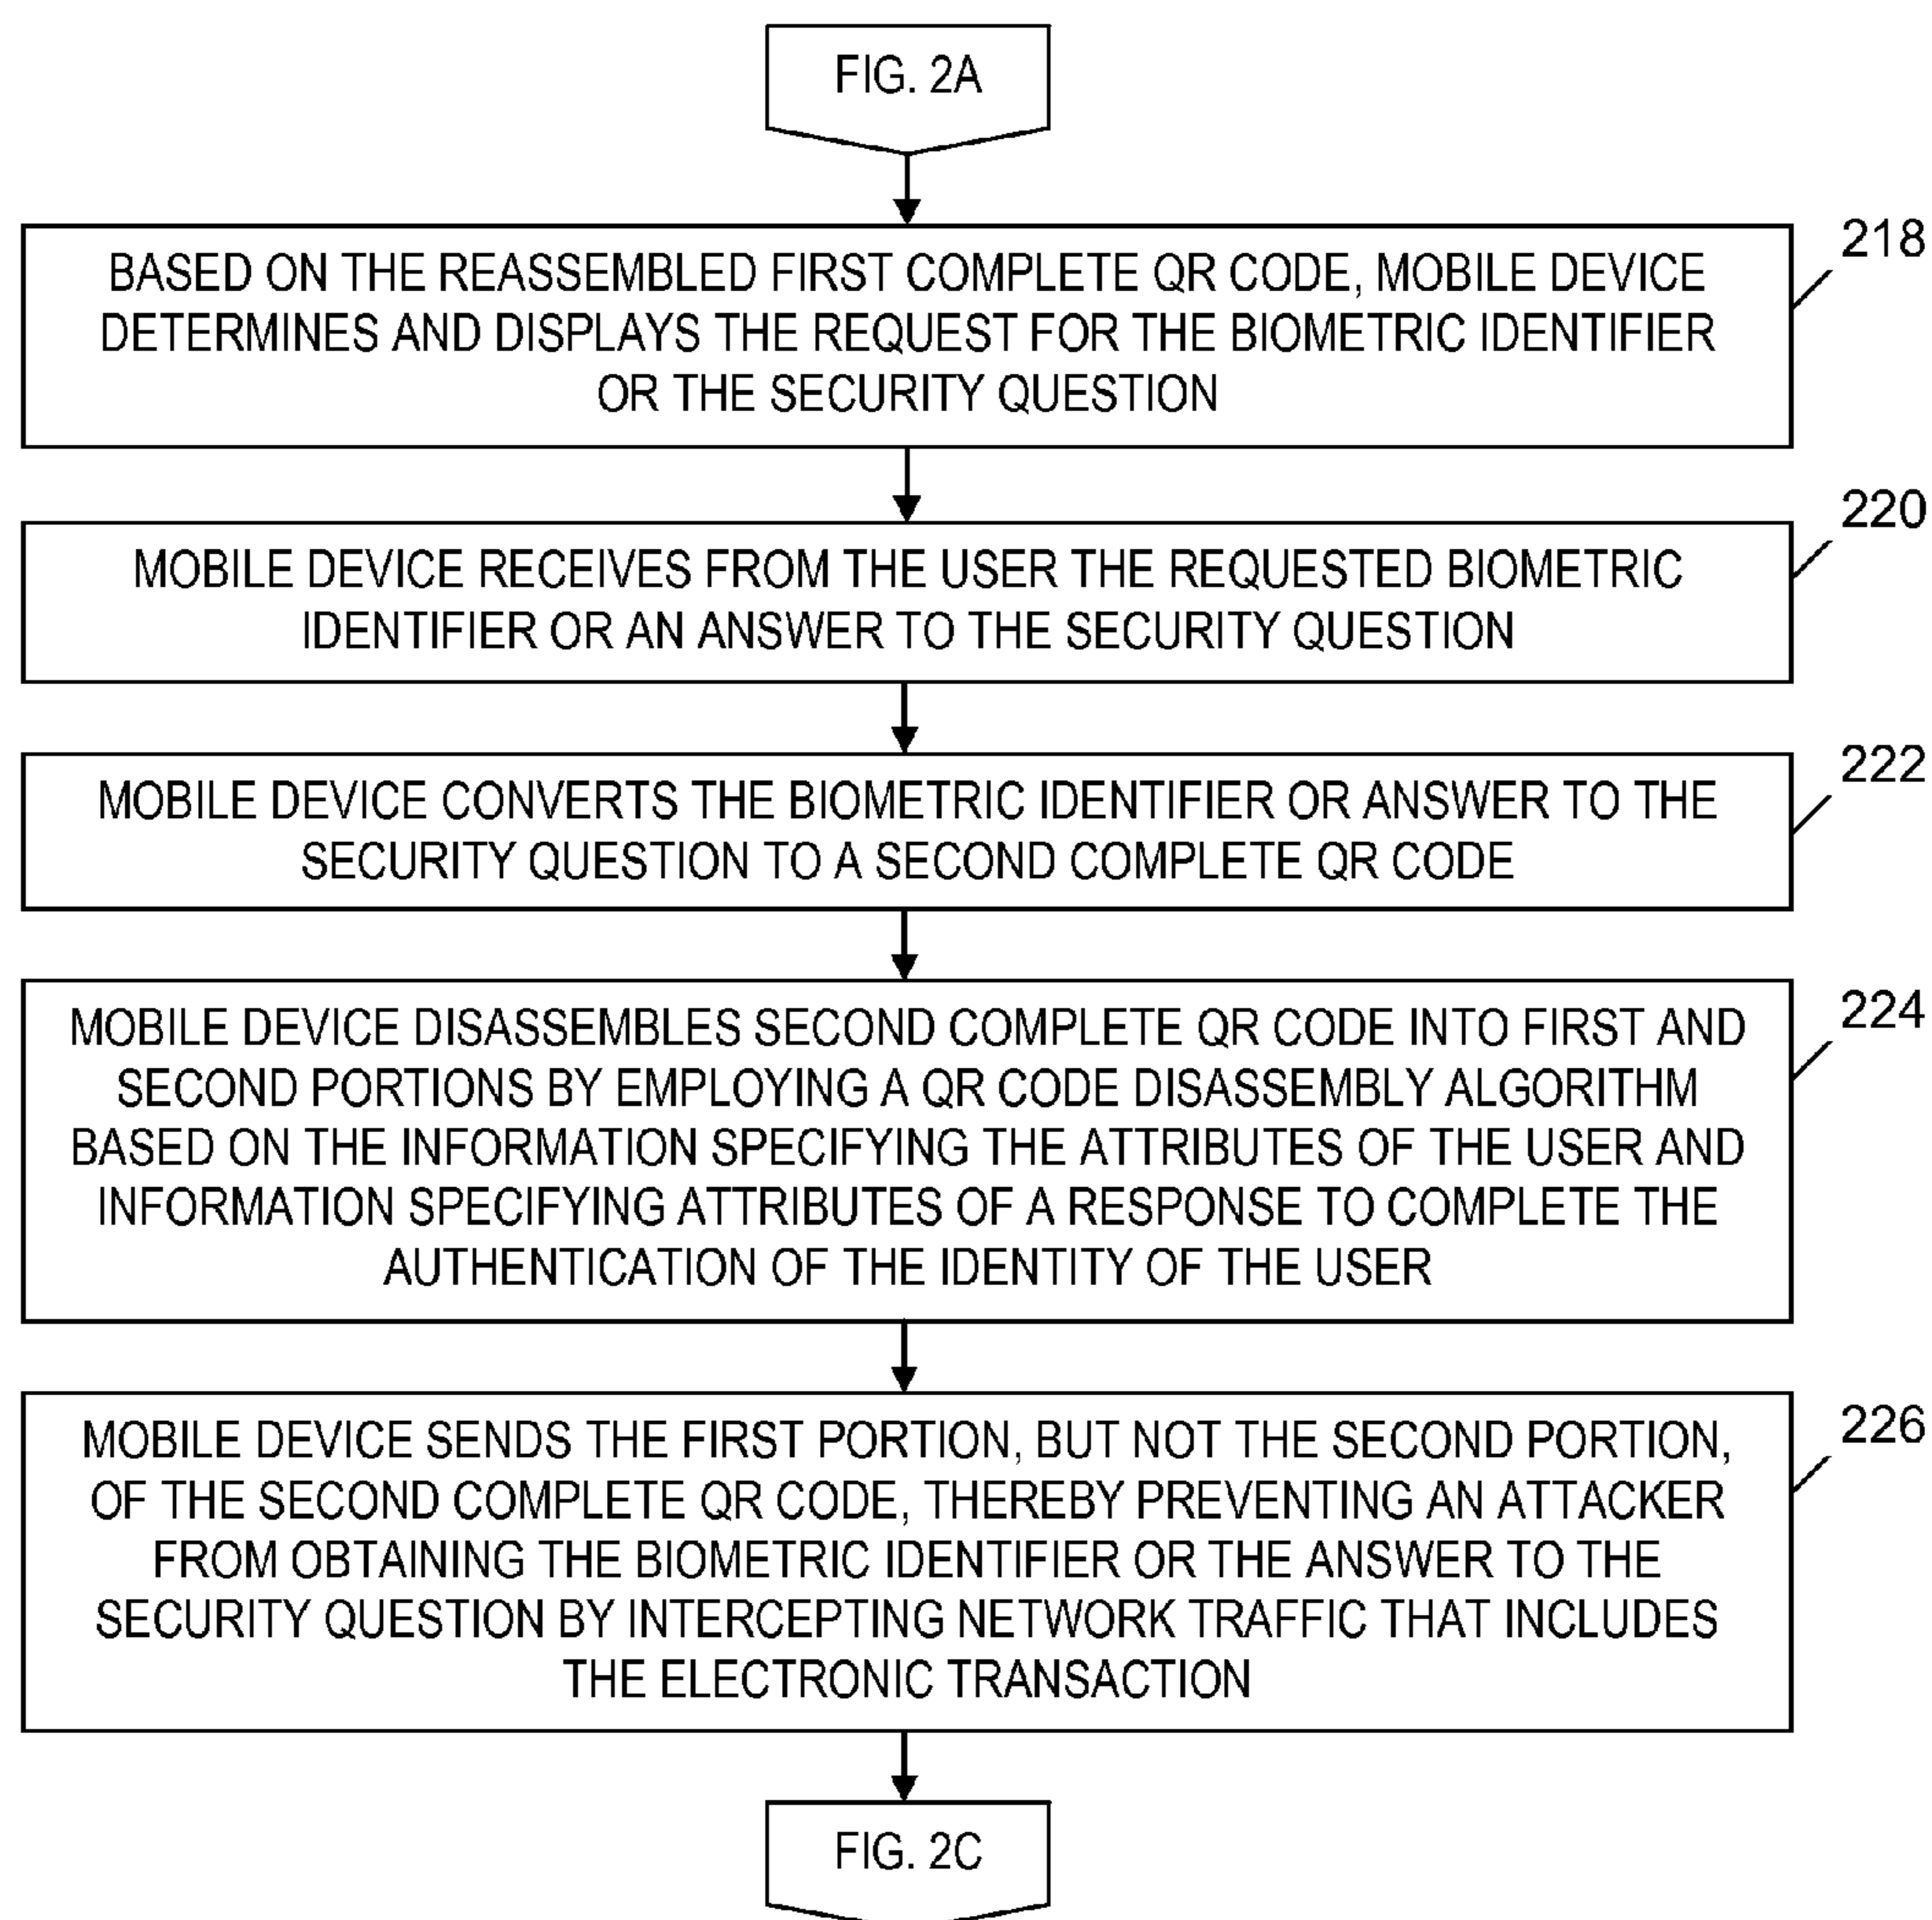 FIG. 2A
BASED ON THE REASSEMBLED FIRST COMPLETE QR CODE, MOBILE DEVICE
DETERMINES AND DISPLAYS THE REQUEST FOR THE BIOMETRIC IDENTIFIER
OR THE SECURITY QUESTION
218
MOBILE DEVICE RECEIVES FROM THE USER THE REQUESTED BIOMETRIC
IDENTIFIER OR AN ANSWER TO THE SECURITY QUESTION
220
MOBILE DEVICE CONVERTS THE BIOMETRIC IDENTIFIER OR ANSWER TO THE
SECURITY QUESTION TO A SECOND COMPLETE QR CODE
222
MOBILE DEVICE DISASSEMBLES SECOND COMPLETE QR CODE INTO FIRST AND
SECOND PORTIONS BY EMPLOYING A QR CODE DISASSEMBLY ALGORITHM
BASED ON THE INFORMATION SPECIFYING THE ATTRIBUTES OF THE USER AND
INFORMATION SPECIFYING ATTRIBUTES OF A RESPONSE TO COMPLETE THE
AUTHENTICATION OF THE IDENTITY OF THE USER
224
MOBILE DEVICE SENDS THE FIRST PORTION, BUT NOT THE SECOND PORTION,
OF THE SECOND COMPLETE QR CODE, THEREBY PREVENTING AN ATTACKER
FROM OBTAINING THE BIOMETRIC IDENTIFIER OR THE ANSWER TO THE
SECURITY QUESTION BY INTERCEPTING NETWORK TRAFFIC THAT INCLUDES
THE ELECTRONIC TRANSACTION
226
FIG. 2C